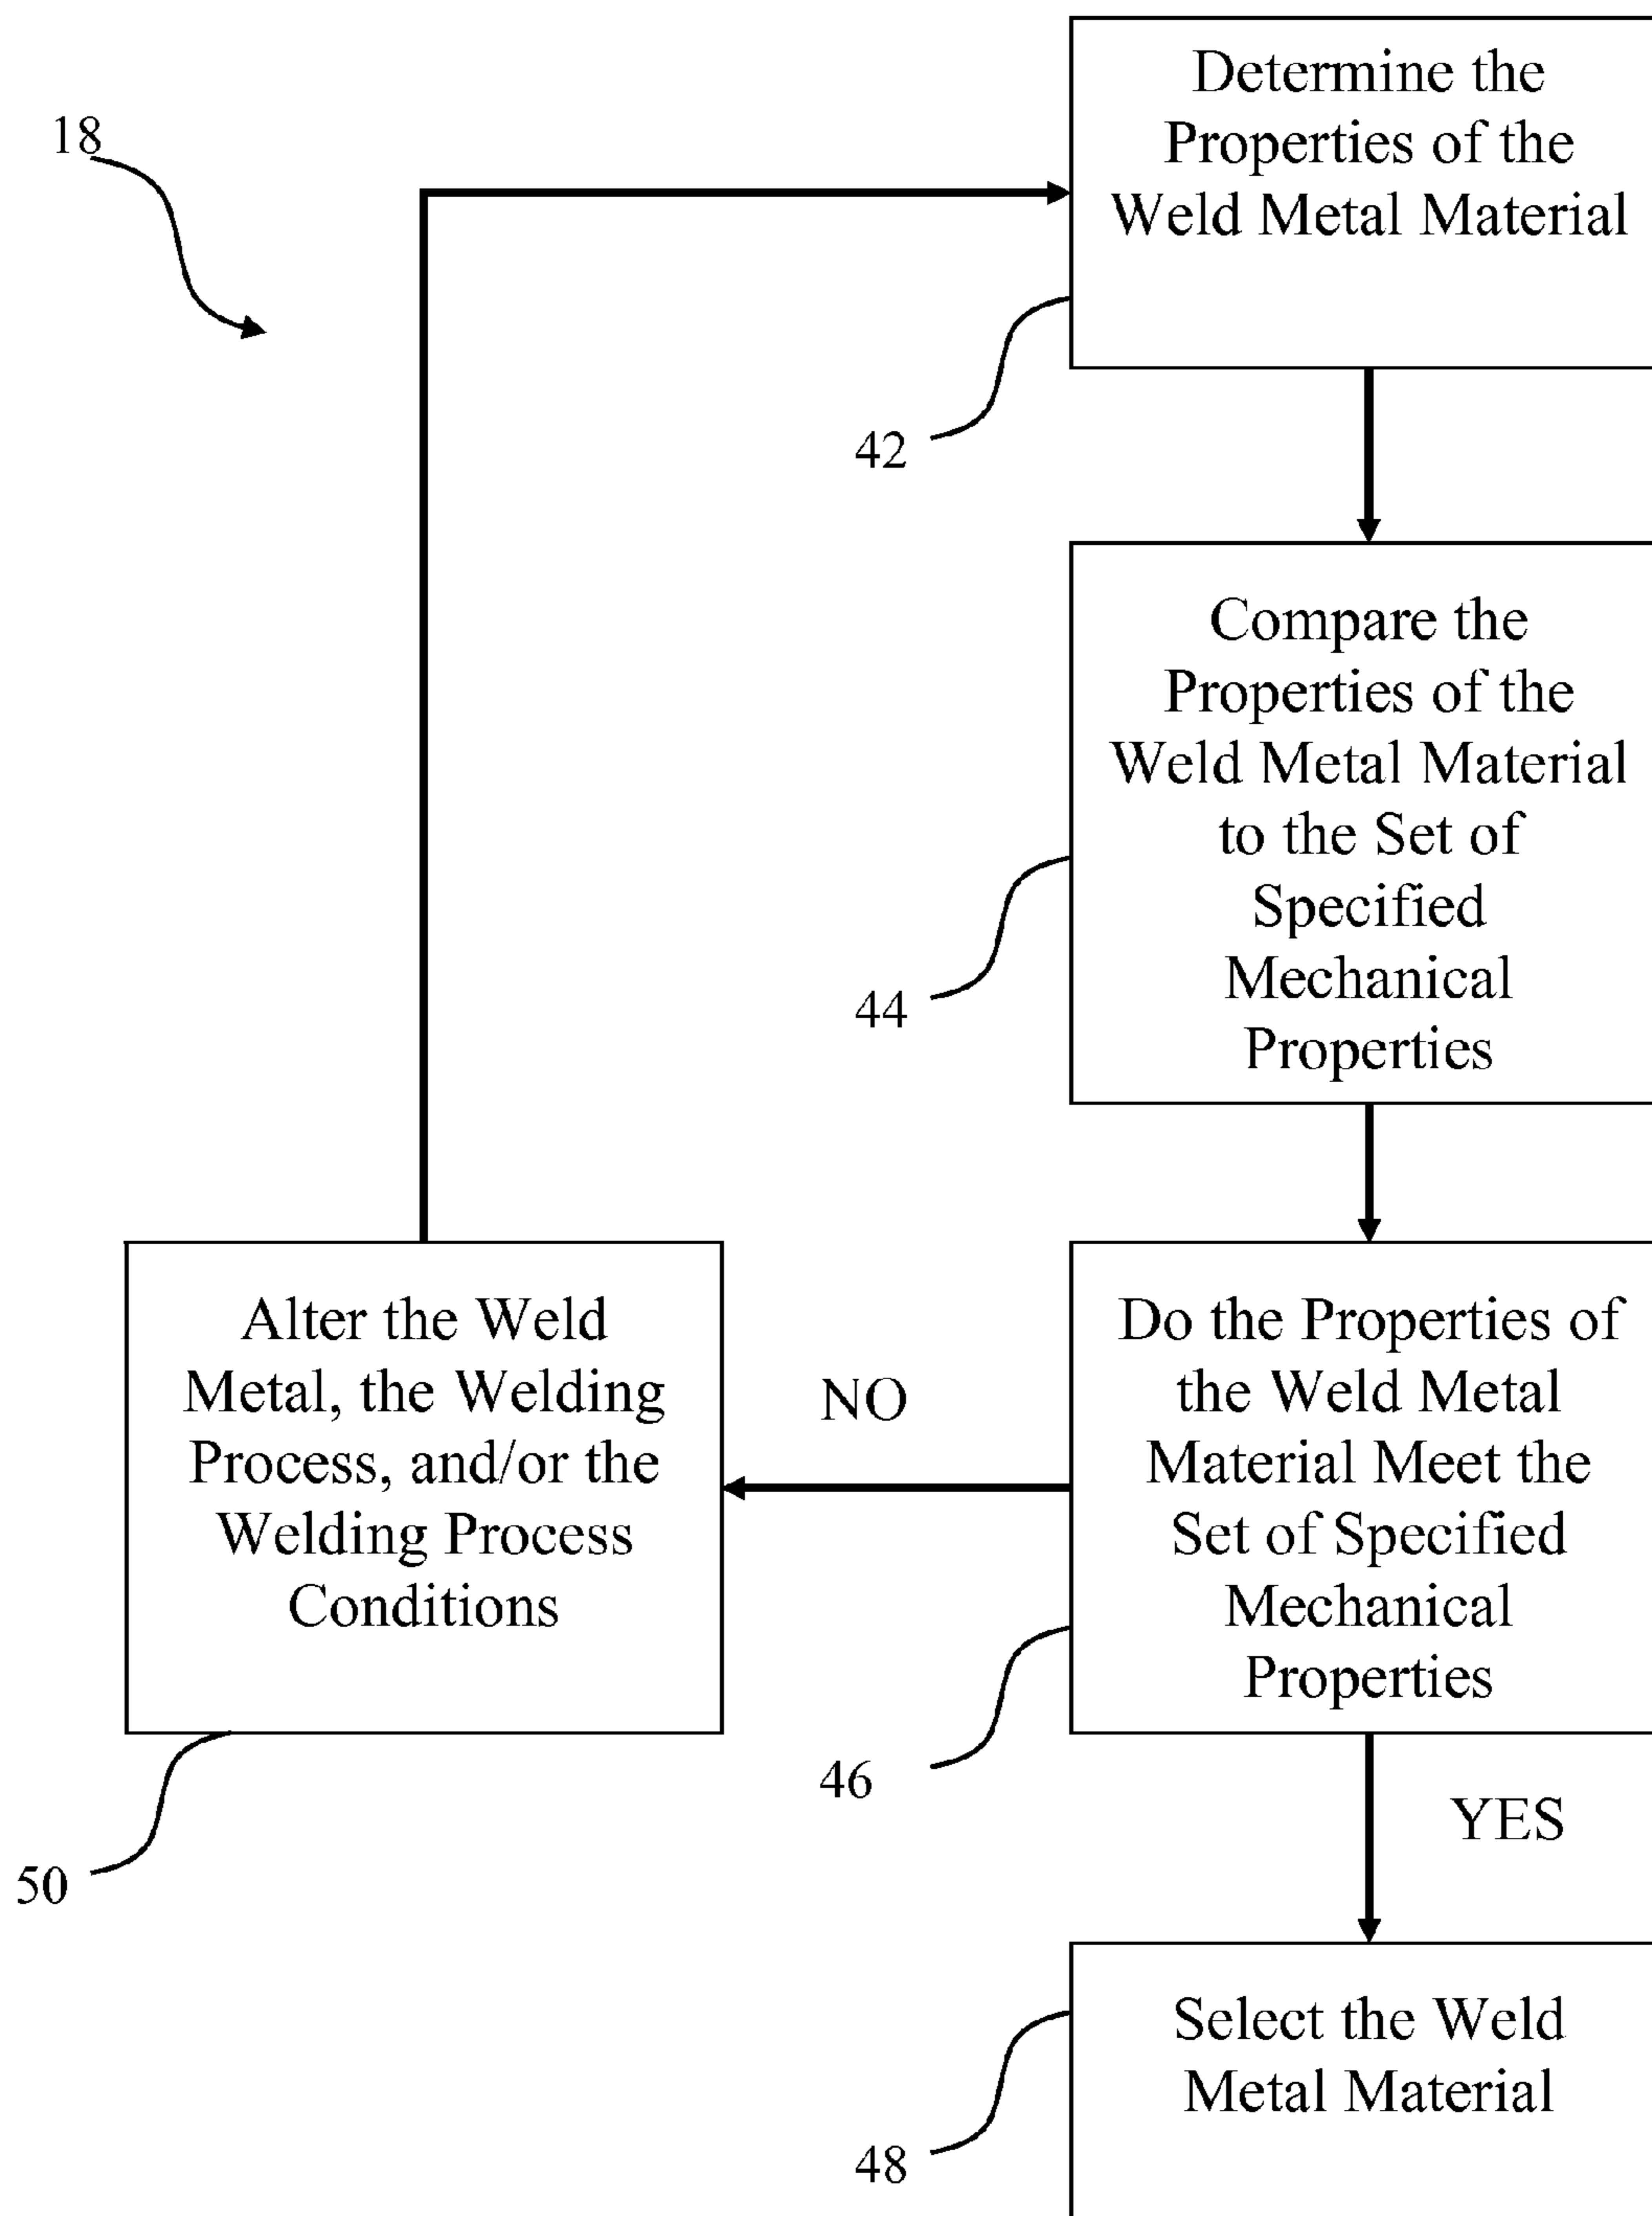 18
Determine the
Properties of the
Weld Metal Material
42
Compare the
Properties of the
Weld Metal Material
to the Set of
Specified
Mechanical
Properties
44
Do the Properties of
the Weld Metal
Material Meet the
Set of Specified
Mechanical
Properties
46
NO
Alter the Weld
Metal, the Welding
Process, and/or the
Welding Process
Conditions
50
YES
Select the Weld
Metal Material
48